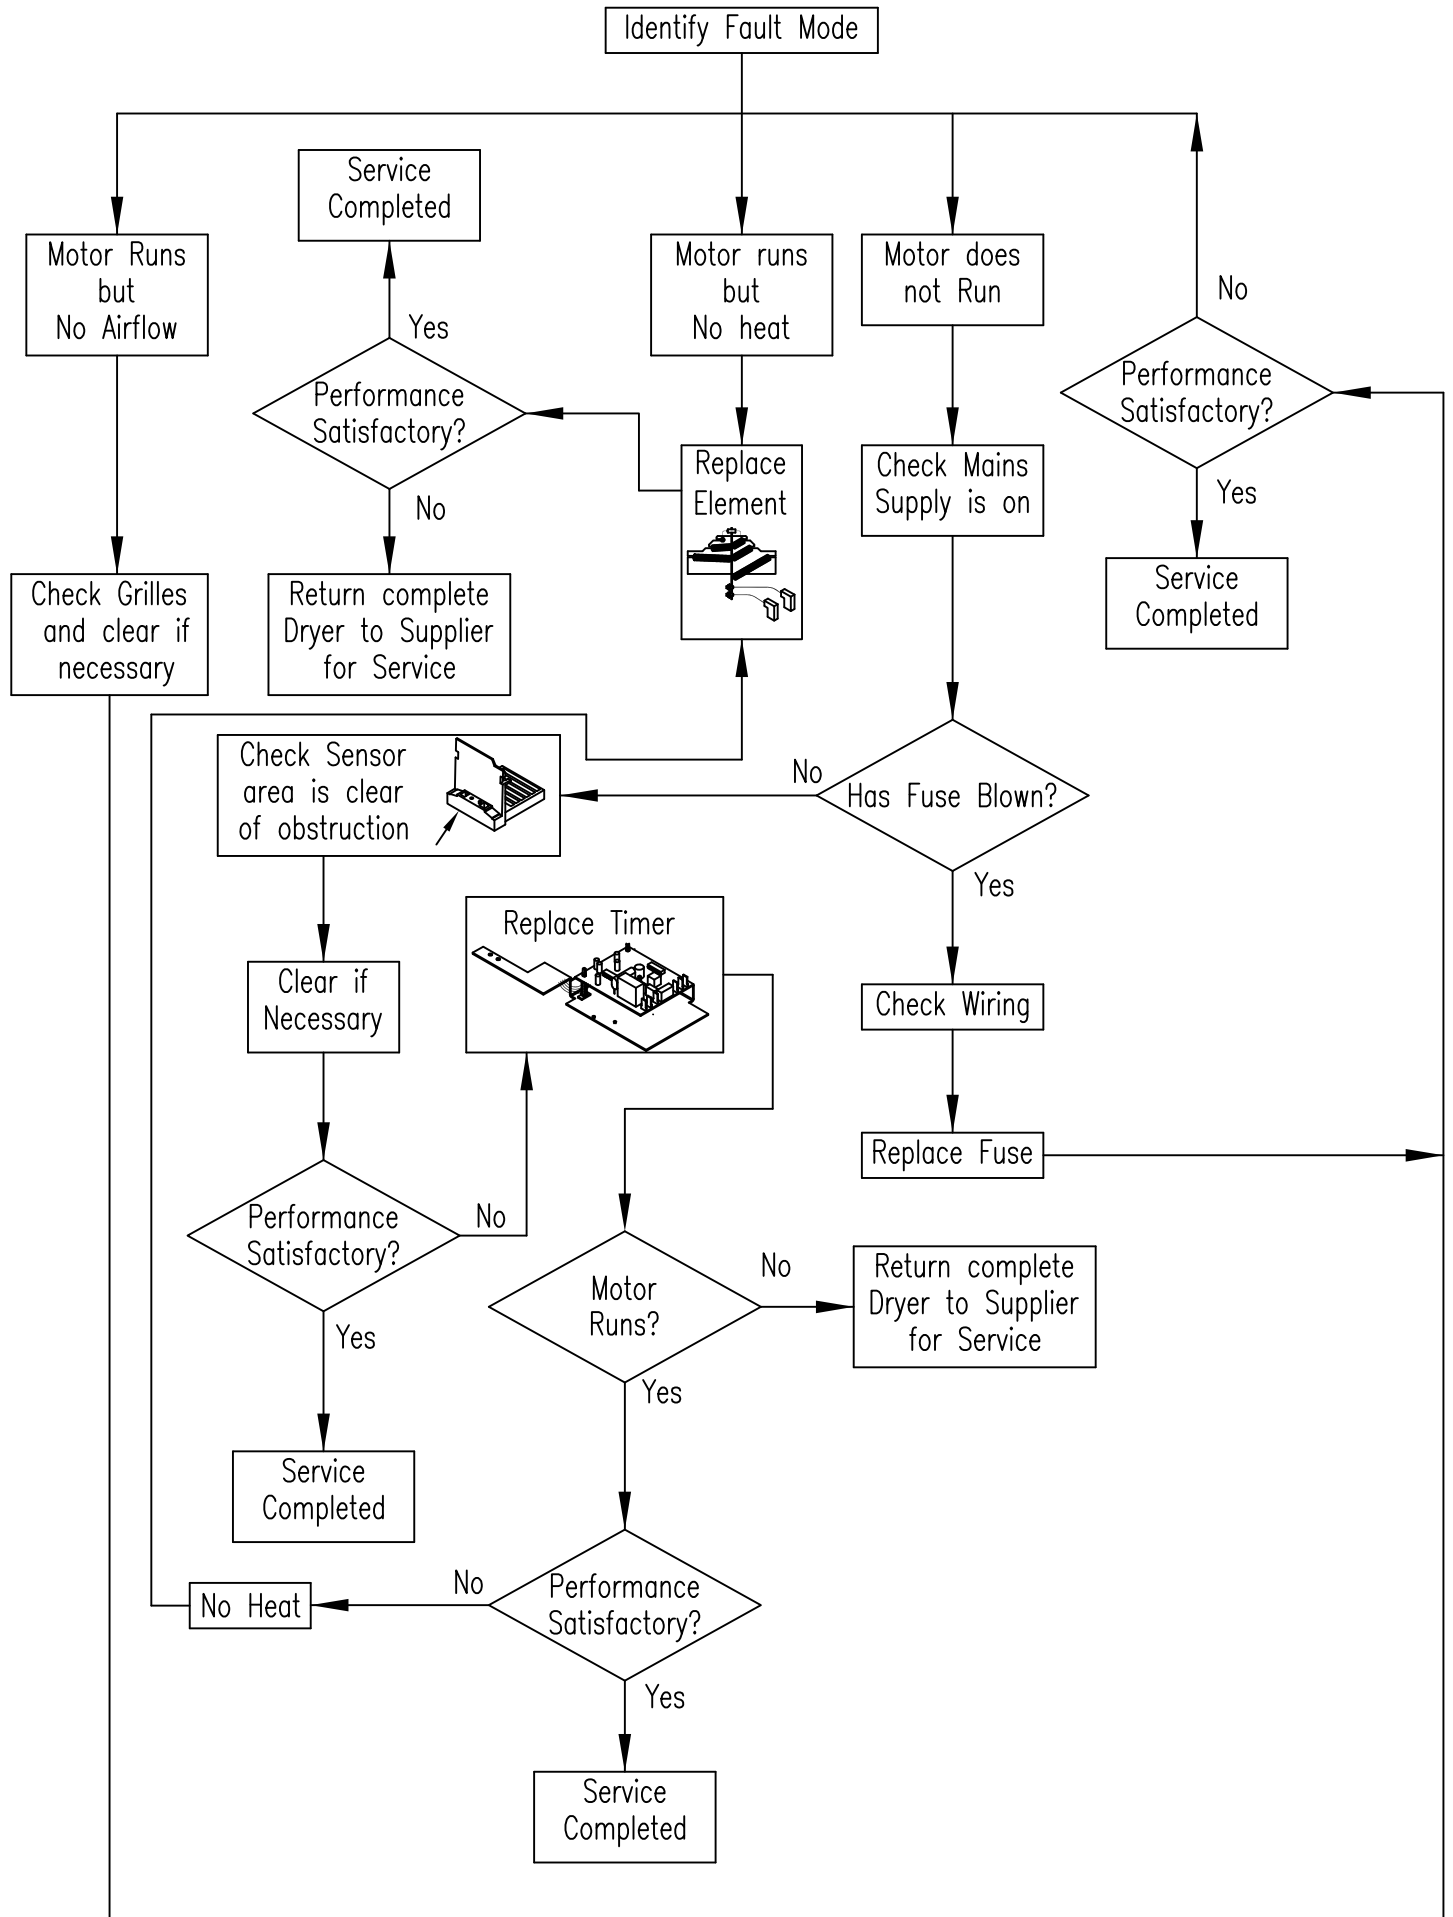 Identify Fault Mode
Service
Completed
Motor Runs
but
No Airflow
Motor runs
but
No heat
Motor does
not Run
No
Yes
Performance
Satisfactory?
Performance
Satisfactory?
Replace
Element
Check Mains
Supply is on
No
Yes
Check Grilles
and clear if
necessary
Return complete
Dryer to Supplier
for Service
Service
Completed
Check Sensor
area is clear
of obstruction
No
Has Fuse Blown?
Yes
Replace Timer
Clear if
Necessary
Check Wiring
Replace Fuse
Performance
Satisfactory?
No
Yes
Motor
Runs?
No
Return complete
Dryer to Supplier
for Service
Yes
Service
Completed
No Heat
No
Performance
Satisfactory?
Yes
Service
Completed